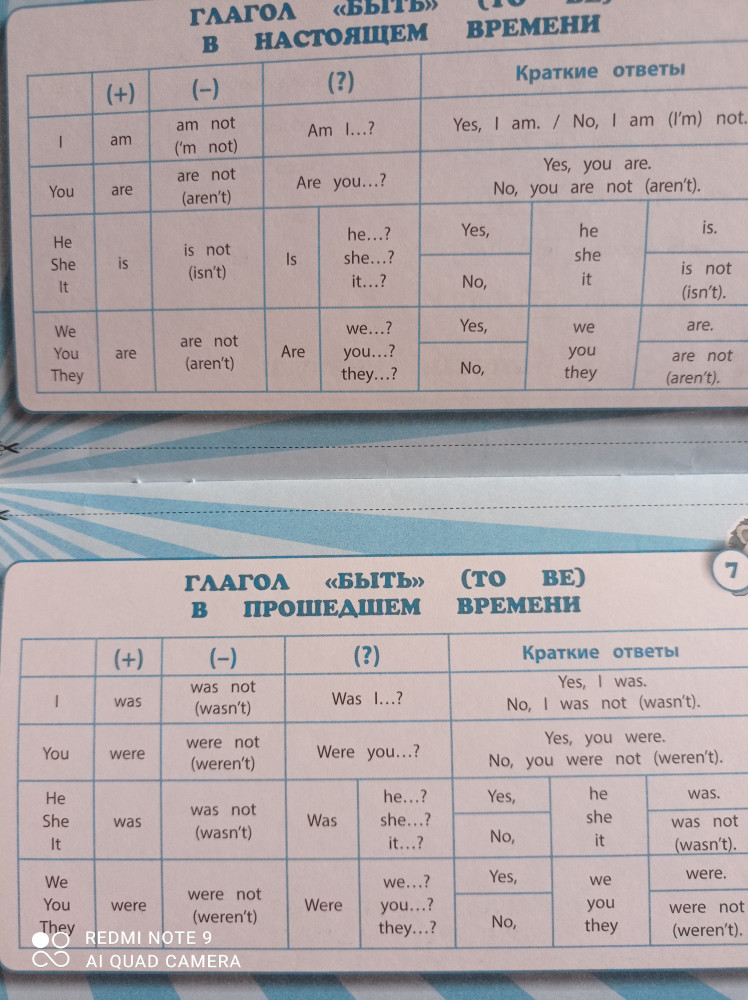 ГЛАГОЛ «БЫТЬ» (TO BE)
В НАСТОЯЩЕМ ВРЕМЕНИ
(+) (–) (?) Краткие ответы
I am am not ('m not) Am I...? Yes, I am. / No, I am (I'm) not.
You are are not (aren't) Are you...? Yes, you are.
No, you are not (aren't).
He
She
It
is
is not
(isn't)
Is
he...?
she...?
it...?
Yes,
No,
he
she
it
is.
is not
(isn't).
We
You
They
are
are not
(aren't)
Are
we...?
you...?
they...?
Yes,
No,
we
you
they
are.
are not
(aren't).
7
ГЛАГОЛ «БЫТЬ» (TO BE)
В ПРОШЕДШЕМ ВРЕМЕНИ
(+) (–) (?) Краткие ответы
I was was not (wasn't) Was I...? Yes, I was.
No, I was not (wasn't).
You were were not (weren't) Were you...? Yes, you were.
No, you were not (weren't).
He
She
It
was
was not
(wasn't)
Was
he...?
she...?
it...?
Yes,
No,
he
she
it
was.
was not
(wasn't).
We
You
They
were
were not
(weren't)
Were
we...?
you...?
they...?
Yes,
No,
we
you
they
were.
were not
(weren't).
REDMI NOTE 9
AI QUAD CAMERA